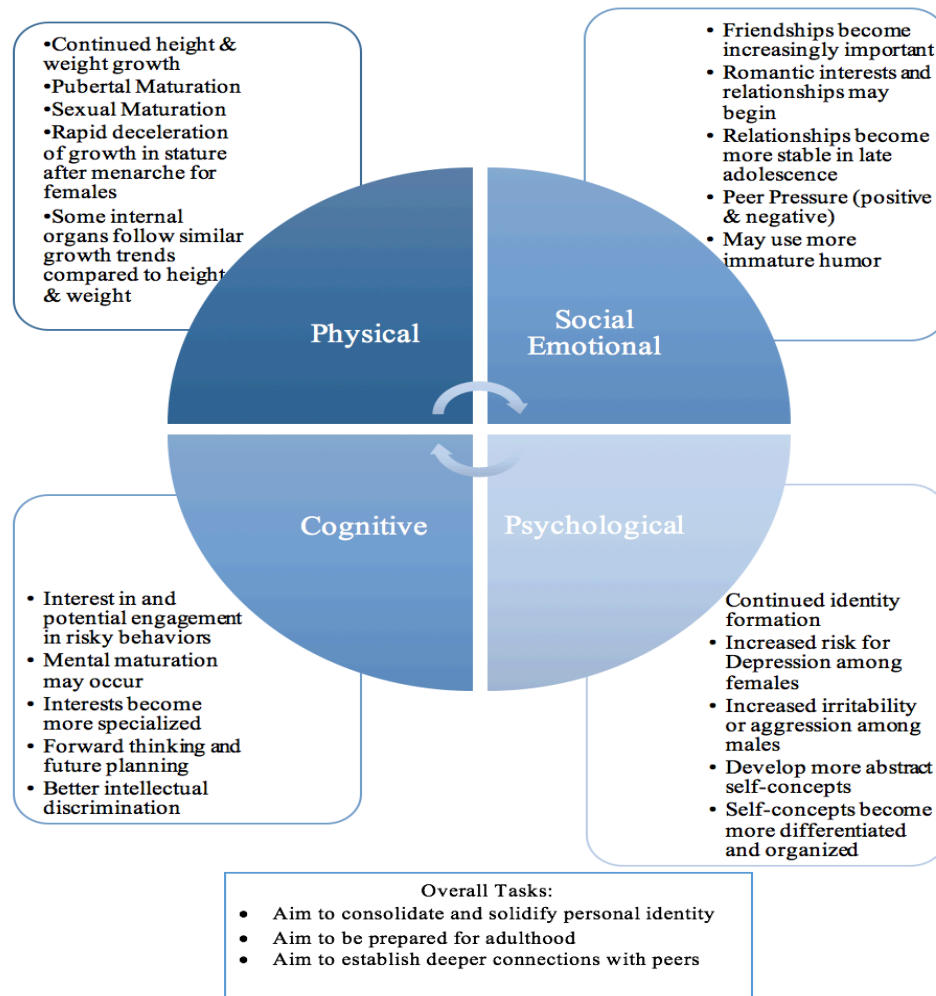 •Continued height &
weight growth
•Pubertal Maturation
•Sexual Maturation
•Rapid deceleration
of growth in stature
after menarche for
females
•Some internal
organs follow similar
growth trends
compared to height
& weight
• Friendships become
increasingly important
• Romantic interests and
relationships may
begin
• Relationships become
more stable in late
adolescence
• Peer Pressure (positive
& negative)
• May use more
immature humor
Physical
Social
Emotional
Cognitive
Psychological
• Interest in and
potential engagement
in risky behaviors
• Mental maturation
may occur
• Interests become
more specialized
• Forward thinking and
future planning
• Better intellectual
discrimination
Continued identity
formation
• Increased risk for
Depression among
females
• Increased irritability
or aggression among
males
• Develop more abstract
self-concepts
• Self-concepts become
more differentiated
and organized
Overall Tasks:
• Aim to consolidate and solidify personal identity
• Aim to be prepared for adulthood
• Aim to establish deeper connections with peers